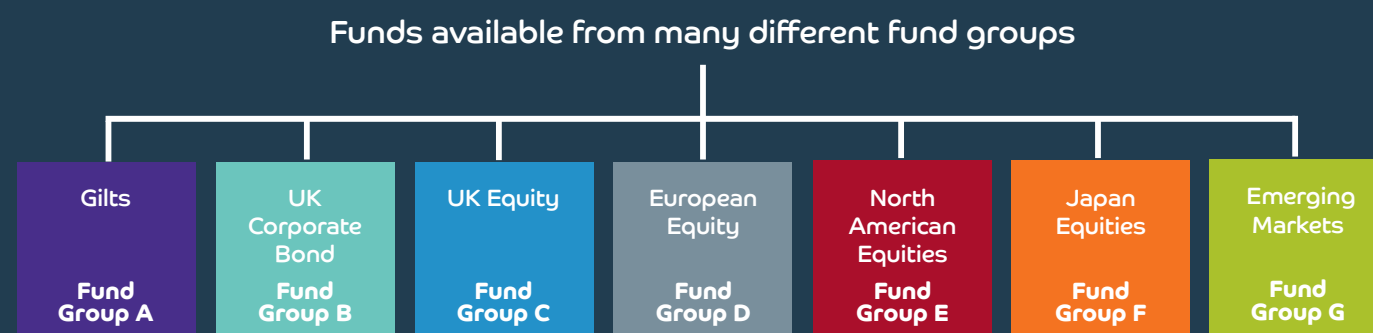 Funds available from many different fund groups
Gilts
Fund
Group A
UK
Corporate
Bond
Fund
Group B
UK Equity
Fund
Group C
European
Equity
Fund
Group D
North
American
Equities
Fund
Group E
Japan
Equities
Fund
Group F
Emerging
Markets
Fund
Group G